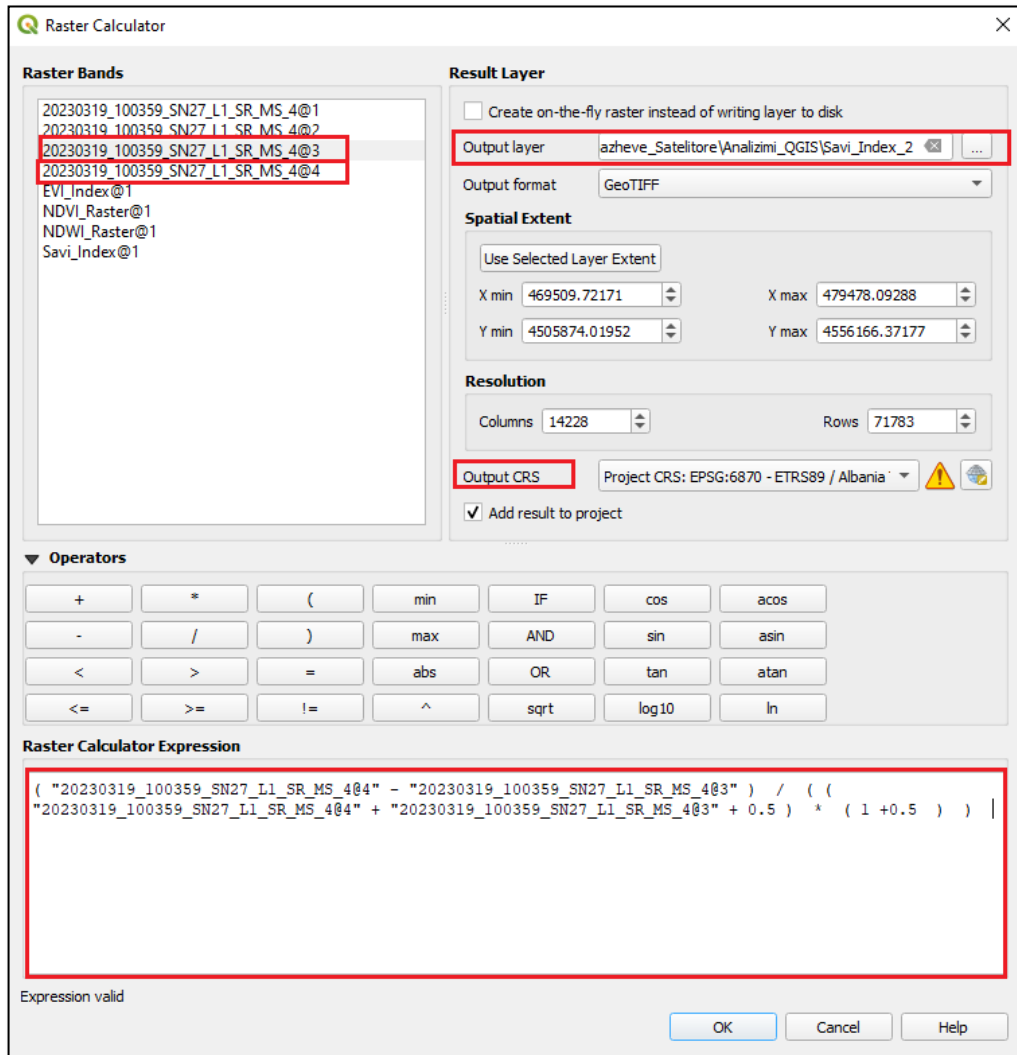 Raster Calculator
Raster Bands
20230319_100359_SN27_L1_SR_MS_4@1
20230319_100359_SN27_L1_SR_MS_4@2
20230319_100359_SN27_L1_SR_MS_4@3
20230319_100359_SN27_L1_SR_MS_4@4
EVI_Index@1
NDVI_Raster@1
NDWI_Raster@1
Savi_Index@1
Result Layer
Create on-the-fly raster instead of writing layer to disk
Output layer azheve_Satelitore\Analizimi_QGIS\Savi_Index_2 ...
Output format GeoTIFF
Spatial Extent
Use Selected Layer Extent
X min 469509.72171 X max 479478.09288
Y min 4505874.01952 Y max 4556166.37177
Resolution
Columns 14228 Rows 71783
Output CRS Project CRS: EPSG:6870 - ETRS89 / Albania
Add result to project
Operators
+ * ( min IF cos acos
- / ) max AND sin asin
< > = abs OR tan atan
<= >= != ^ sqrt log10 ln
Raster Calculator Expression
( "20230319_100359_SN27_L1_SR_MS_4@4" - "20230319_100359_SN27_L1_SR_MS_4@3" ) / ( (
"20230319_100359_SN27_L1_SR_MS_4@4" + "20230319_100359_SN27_L1_SR_MS_4@3" + 0.5 ) * ( 1 +0.5 ) )
Expression valid
OK Cancel Help